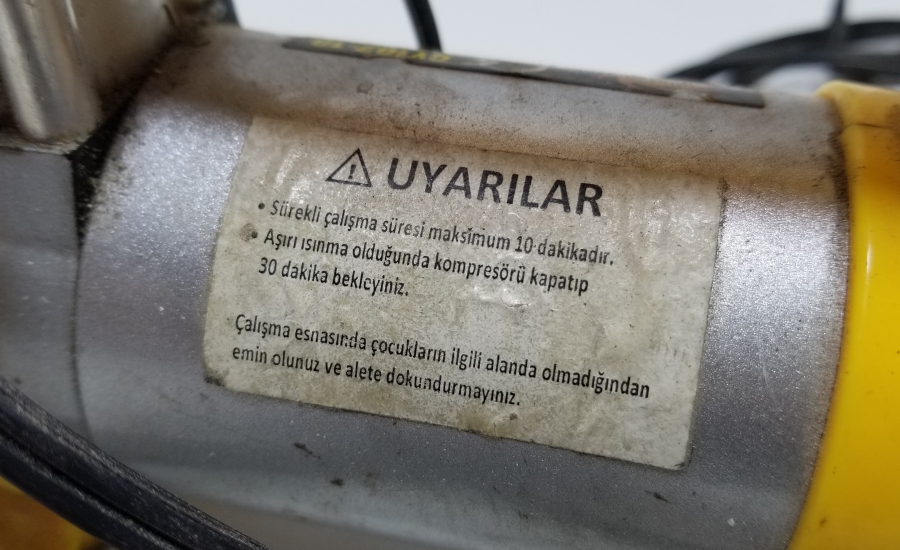 UYARILAR
• Sürekli çalışma süresi maksimum 10 dakikadır.
• Aşırı ısınma olduğunda kompresörü kapatıp
30 dakika bekleyiniz.
Çalışma esnasında çocukların ilgili alanda olmadığından
emin olunuz ve alete dokundurmayınız.